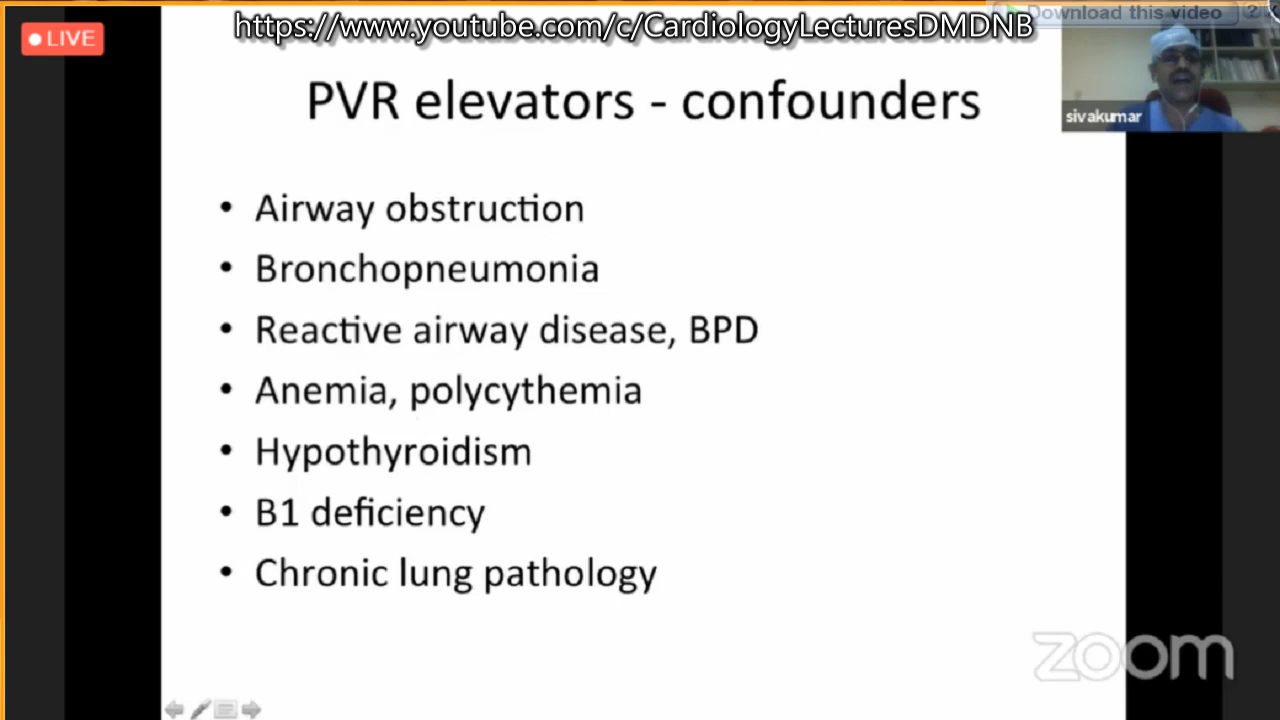 https://www.youtube.com/c/CardiologyLecturesDMDNB
Download this video
?
LIVE
PVR elevators - confounders
sivakumar
• Airway obstruction
• Bronchopneumonia
• Reactive airway disease, BPD
• Anemia, polycythemia
• Hypothyroidism
• B1 deficiency
• Chronic lung pathology
zoom